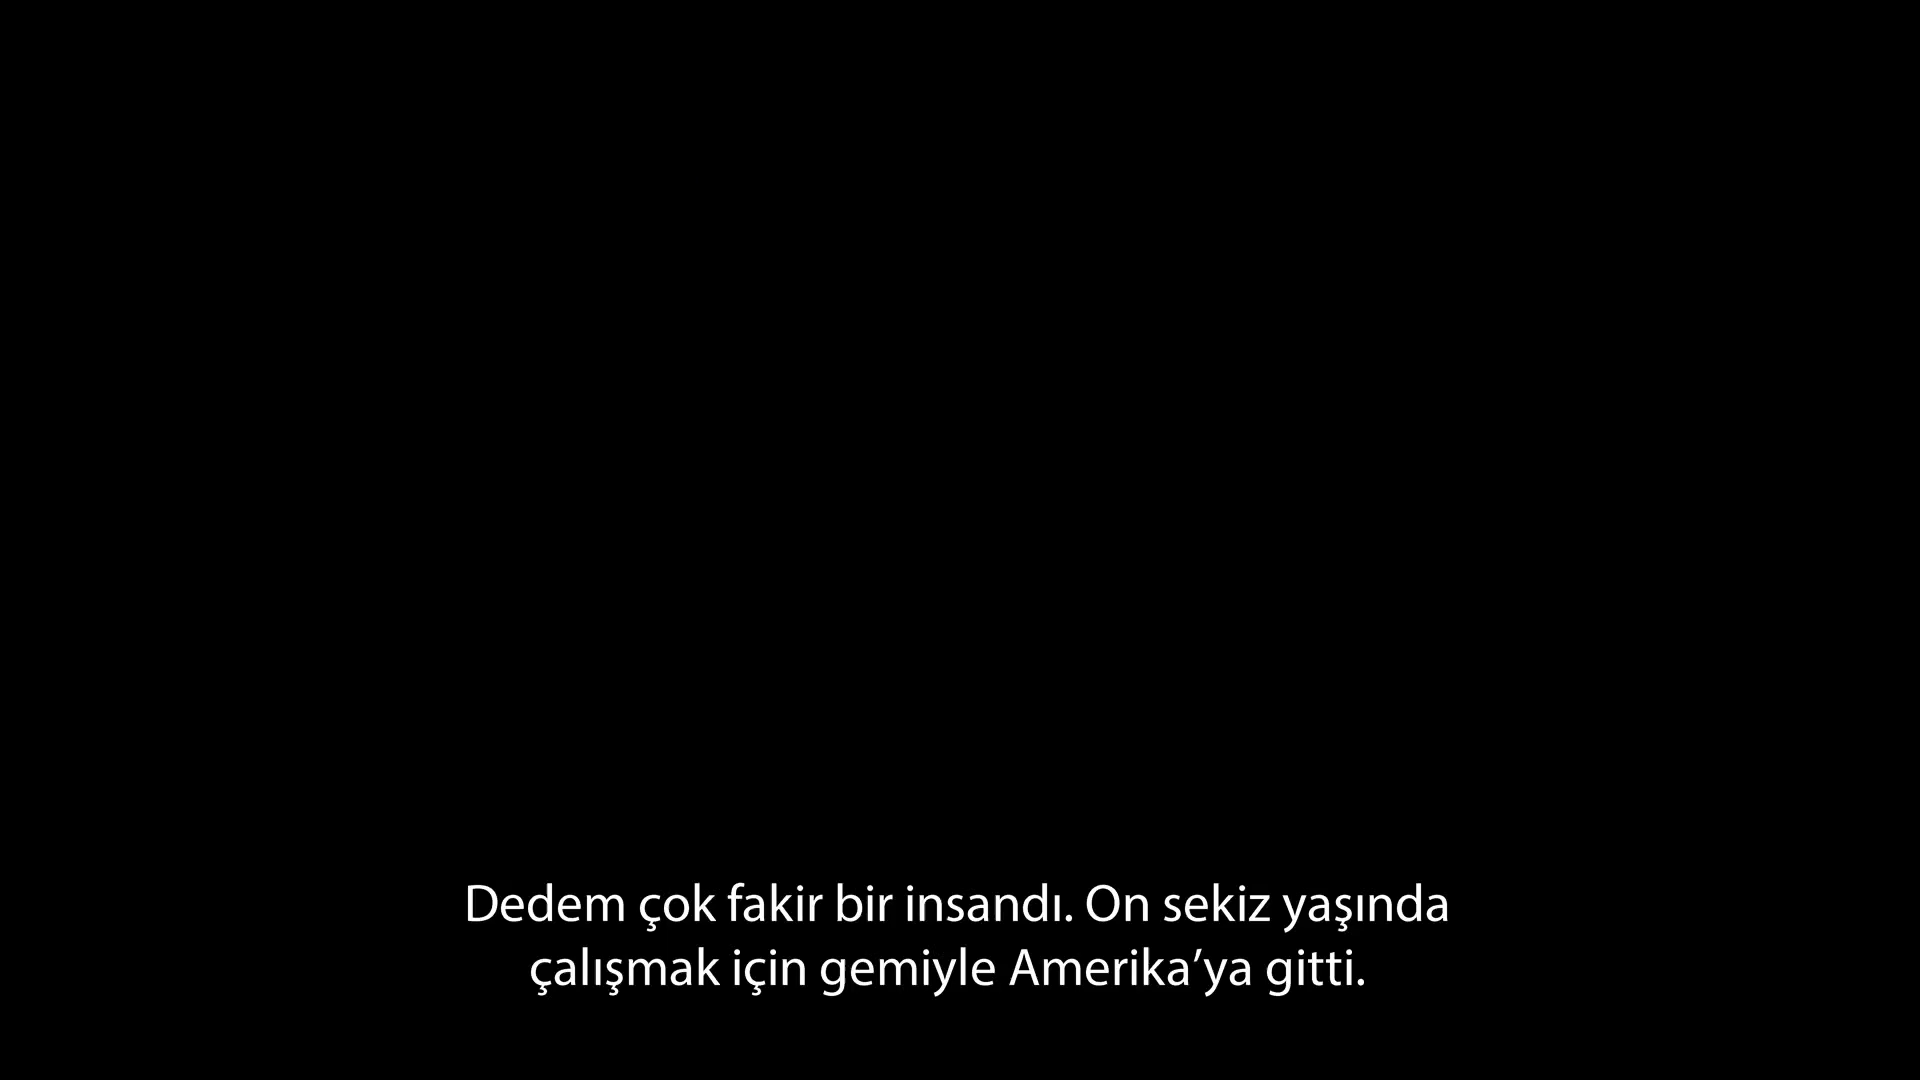 Dedem çok fakir bir insandı. On sekiz yaşında
çalışmak için gemiyle Amerika’ya gitti.